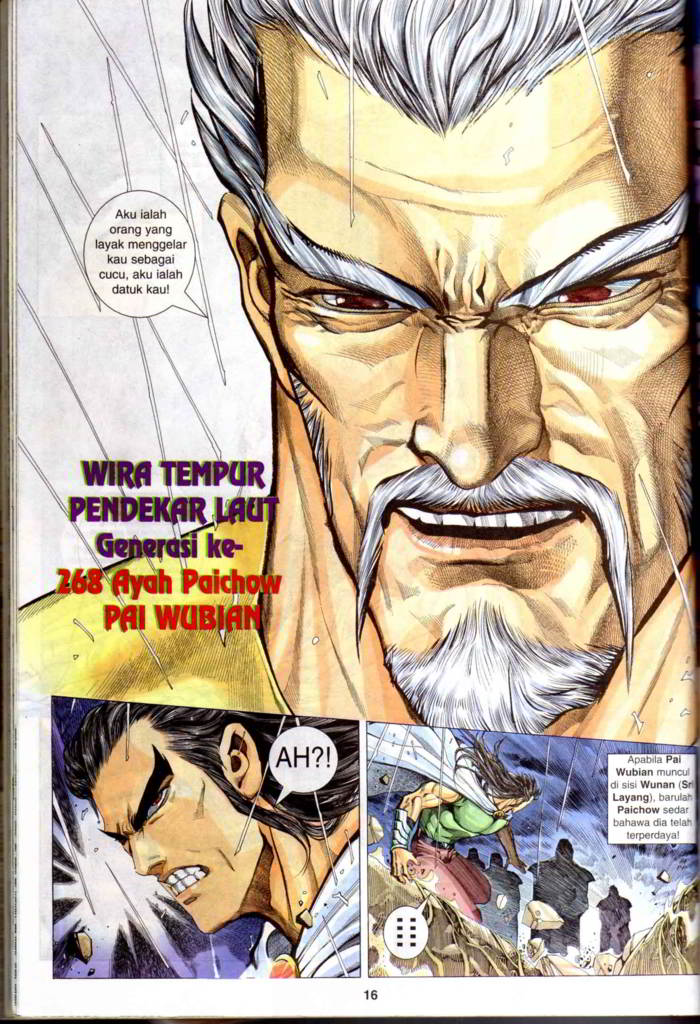 Aku ialah
orang yang
layak menggelar
kau sebagai
cucu, aku ialah
datuk kau!
WIRA TEMPUR
PENDEKAR LAUT
Generasi ke-
268 Ayah Paichow
PAI WUBIAN
AH?!
Apabila Pai
Wubian muncul
di sisi Wunan (Sri
Layang), barulah
Paichow sedar
bahawa dia telah
terperdaya!
16